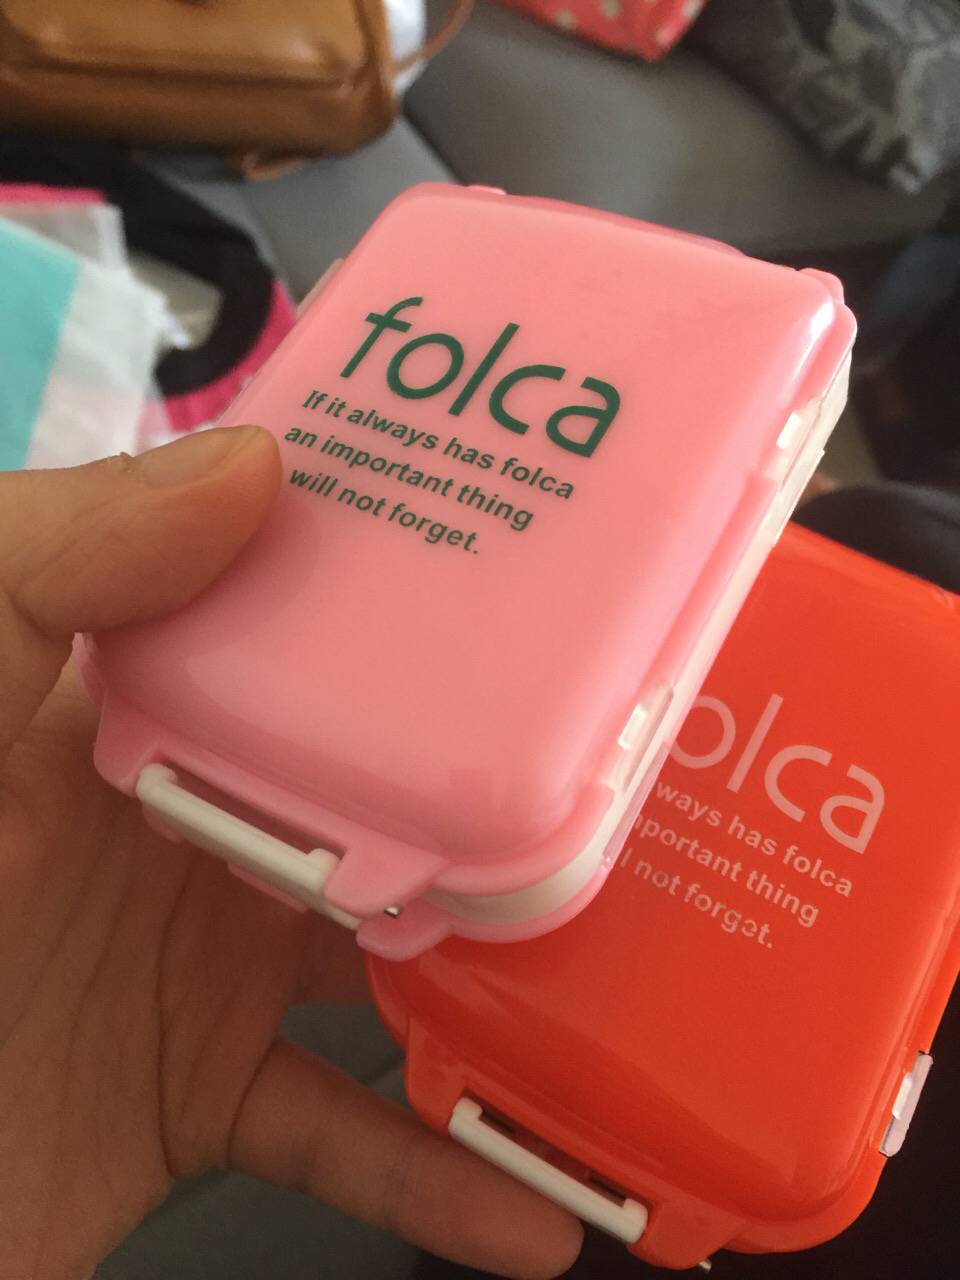 folca
If it always has folca
an important thing
will not forget.
olca
ways has folca
portant thing
l not forget.